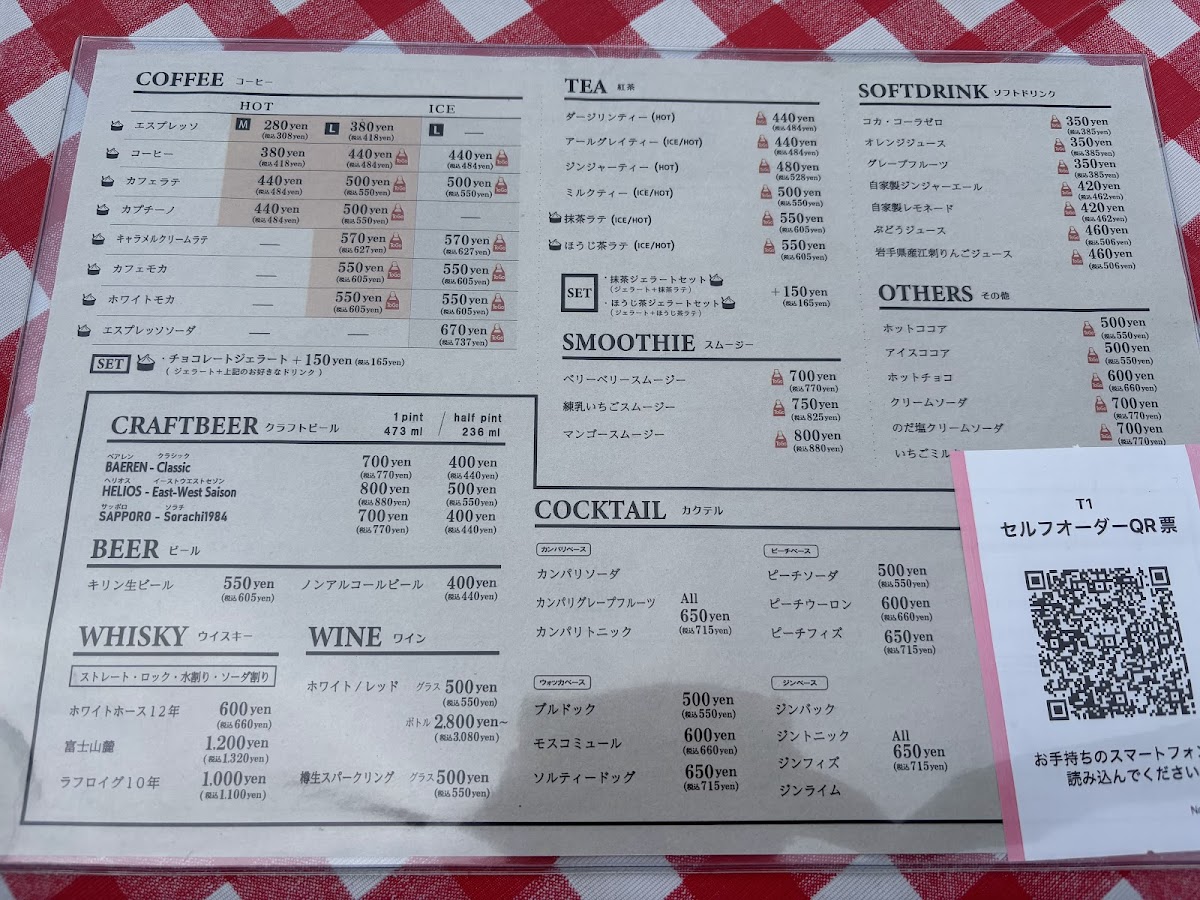 COFFEE コーヒー
HOT ICE
エスプレッソ M 280yen (税込308yen) L 380yen (税込418yen) L —
コーヒー 380yen (税込418yen) 440yen (税込484yen) ToGo 440yen (税込484yen) ToGo
カフェラテ 440yen (税込484yen) 500yen (税込550yen) ToGo 500yen (税込550yen) ToGo
カプチーノ 440yen (税込484yen) 500yen (税込550yen) ToGo —
キャラメルクリームラテ — 570yen (税込627yen) ToGo 570yen (税込627yen) ToGo
カフェモカ — 550yen (税込605yen) ToGo 550yen (税込605yen) ToGo
ホワイトモカ — 550yen (税込605yen) ToGo 550yen (税込605yen) ToGo
エスプレッソソーダ — — 670yen (税込737yen) ToGo
SET ・チョコレートジェラート +150yen (税込165yen)
( ジェラート+上記のお好きなドリンク )
TEA 紅茶
ダージリンティー (HOT) ToGo 440yen (税込484yen)
アールグレイティー (ICE/HOT) ToGo 440yen (税込484yen)
ジンジャーティー (HOT) ToGo 480yen (税込528yen)
ミルクティー (ICE/HOT) ToGo 500yen (税込550yen)
抹茶ラテ (ICE/HOT) ToGo 550yen (税込605yen)
ほうじ茶ラテ (ICE/HOT) ToGo 550yen (税込605yen)
SET ・抹茶ジェラートセット
(ジェラート+抹茶ラテ)
・ほうじ茶ジェラートセット
(ジェラート+ほうじ茶ラテ)
+150yen (税込165yen)
SMOOTHIE スムージー
ベリーベリースムージー ToGo 700yen (税込770yen)
練乳いちごスムージー ToGo 750yen (税込825yen)
マンゴースムージー ToGo 800yen (税込880yen)
SOFTDRINK ソフトドリンク
コカ・コーラゼロ ToGo 350yen (税込385yen)
オレンジジュース ToGo 350yen (税込385yen)
グレープフルーツ ToGo 350yen (税込385yen)
自家製ジンジャーエール ToGo 420yen (税込462yen)
自家製レモネード ToGo 420yen (税込462yen)
ぶどうジュース ToGo 460yen (税込506yen)
岩手県産江刺りんごジュース ToGo 460yen (税込506yen)
OTHERS その他
ホットココア ToGo 500yen (税込550yen)
アイスココア ToGo 500yen (税込550yen)
ホットチョコ ToGo 600yen (税込660yen)
クリームソーダ ToGo 700yen (税込770yen)
のだ塩クリームソーダ ToGo 700yen (税込770yen)
いちごミル
CRAFTBEER クラフトビール 1pint 473 ml / half pint 236 ml
ベアレン クラシック
BAEREN - Classic 700yen (税込770yen) 400yen (税込440yen)
ヘリオス イーストウエストセゾン
HELIOS - East-West Saison 800yen (税込880yen) 500yen (税込550yen)
サッポロ ソラチ
SAPPORO - Sorachi1984 700yen (税込770yen) 400yen (税込440yen)
BEER ビール
キリン生ビール 550yen (税込605yen) ノンアルコールビール 400yen (税込440yen)
WHISKY ウイスキー
ストレート・ロック・水割り・ソーダ割り
ホワイトホース12年 600yen (税込660yen)
富士山麓 1.200yen (税込1.320yen)
ラフロイグ10年 1.000yen (税込1.100yen)
WINE ワイン
ホワイト/レッド グラス 500yen (税込550yen)
ボトル 2.800yen~ (税込3.080yen)
樽生スパークリング グラス 500yen (税込550yen)
COCKTAIL カクテル
カンパリベース
カンパリソーダ
カンパリグレープフルーツ
カンパリトニック
All 650yen (税込715yen)
ピーチベース
ピーチソーダ 500yen (税込550yen)
ピーチウーロン 600yen (税込660yen)
ピーチフィズ 650yen (税込715yen)
ウォッカベース
ブルドック 500yen (税込550yen)
モスコミュール 600yen (税込660yen)
ソルティードッグ 650yen (税込715yen)
ジンベース
ジンバック
ジントニック
ジンフィズ
ジンライム
All 650yen (税込715yen)
T1
セルフオーダーQR票
お手持ちのスマートフォン
読み込んでください